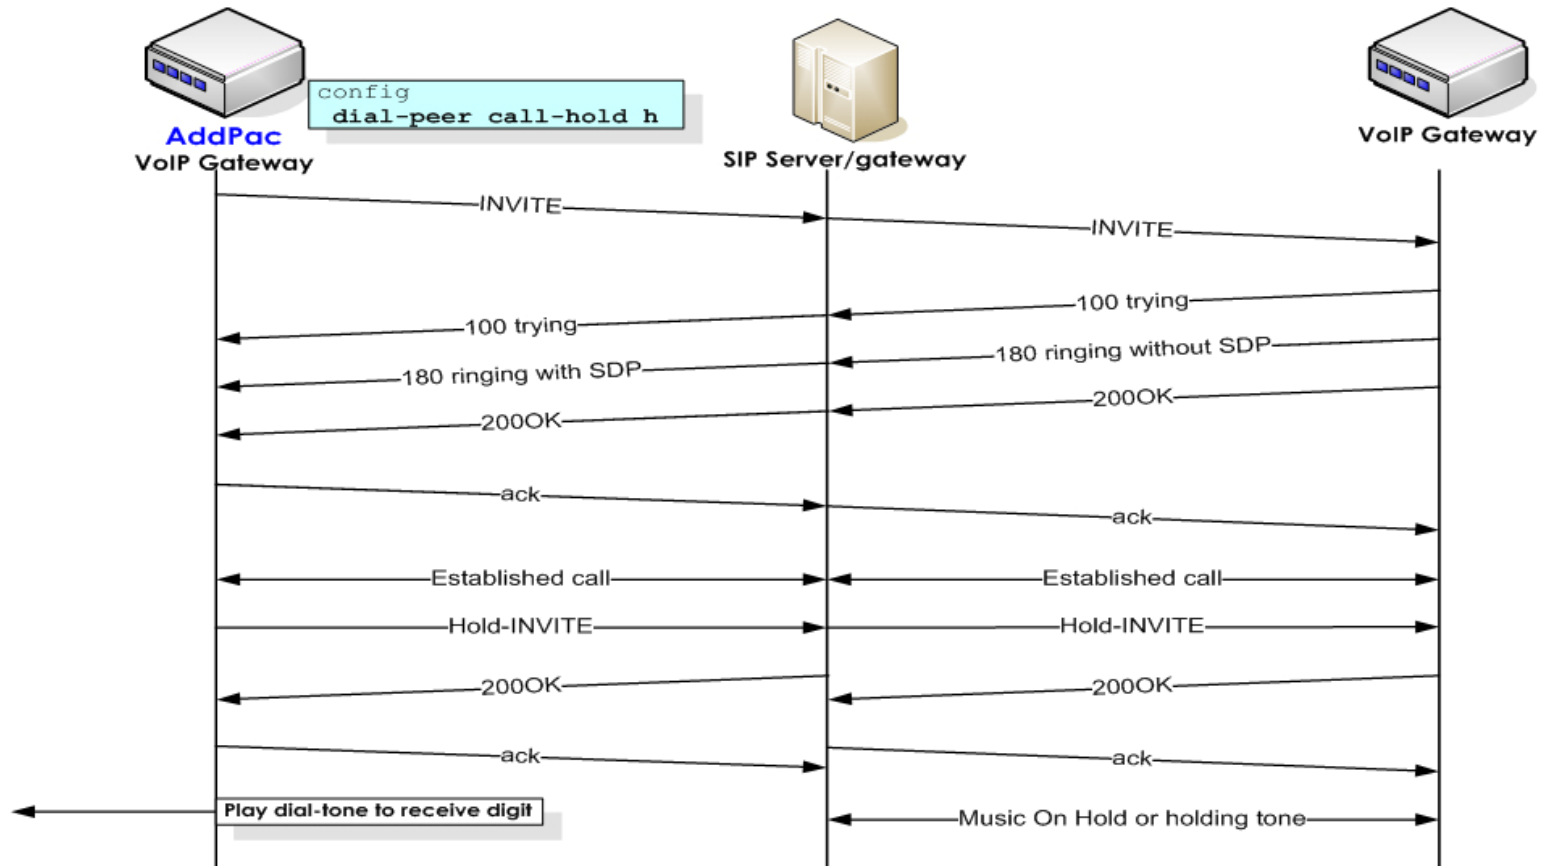 config
dial-peer call-hold h
AddPac
VoIP Gateway
SIP Server/gateway
VoIP Gateway
INVITE
INVITE
100 trying
100 trying
180 ringing without SDP
180 ringing with SDP
200OK
200OK
ack
ack
Established call
Established call
Hold-INVITE
Hold-INVITE
200OK
200OK
ack
ack
Play dial-tone to receive digit
Music On Hold or holding tone